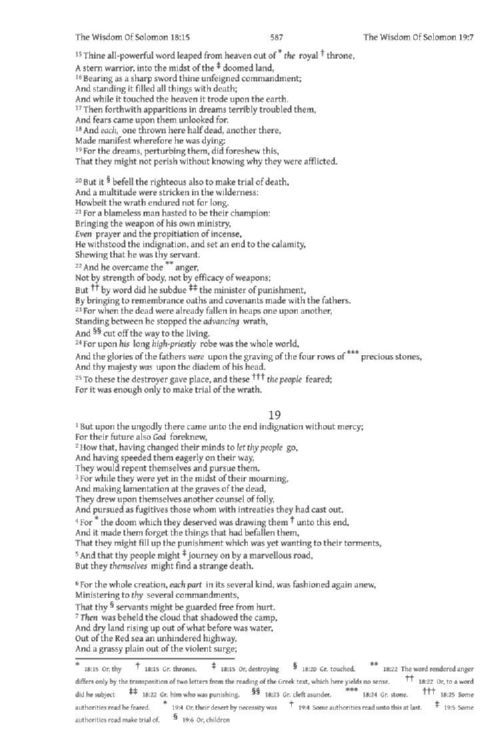 The Wisdom Of Solomon 18:15 587 The Wisdom Of Solomon 19:7
15 Thine all-powerful word leaped from heaven out of * the royal † throne,
A stern warrior, into the midst of the ‡ doomed land,
16 Bearing as a sharp sword thine unfeigned commandment;
And standing it filled all things with death;
And while it touched the heaven it trode upon the earth.
17 Then forthwith apparitions in dreams terribly troubled them,
And fears came upon them unlooked for.
18 And each, one thrown here half dead, another there,
Made manifest wherefore he was dying:
19 For the dreams, perturbing them, did foreshew this,
That they might not perish without knowing why they were afflicted.
20 But it § befell the righteous also to make trial of death,
And a multitude were stricken in the wilderness:
Howbeit the wrath endured not for long.
21 For a blameless man hasted to be their champion:
Bringing the weapon of his own ministry,
Even prayer and the propitiation of incense,
He withstood the indignation, and set an end to the calamity,
Shewing that he was thy servant.
22 And he overcame the ** anger,
Not by strength of body, not by efficacy of weapons;
But †† by word did he subdue ‡‡ the minister of punishment,
By bringing to remembrance oaths and covenants made with the fathers.
23 For when the dead were already fallen in heaps one upon another,
Standing between he stopped the advancing wrath,
And §§ cut off the way to the living.
24 For upon his long high-priestly robe was the whole world,
And the glories of the fathers were upon the graving of the four rows of *** precious stones,
And thy majesty was upon the diadem of his head.
25 To these the destroyer gave place, and these ††† the people feared;
For it was enough only to make trial of the wrath.
19
1 But upon the ungodly there came unto the end indignation without mercy;
For their future also God foreknew,
2 How that, having changed their minds to let thy people go,
And having speeded them eagerly on their way,
They would repent themselves and pursue them.
3 For while they were yet in the midst of their mourning,
And making lamentation at the graves of the dead,
They drew upon themselves another counsel of folly,
And pursued as fugitives those whom with intreaties they had cast out.
4 For * the doom which they deserved was drawing them † unto this end,
And it made them forget the things that had befallen them,
That they might fill up the punishment which was yet wanting to their torments,
5 And that thy people might ‡ journey on by a marvellous road,
But they themselves might find a strange death.
6 For the whole creation, each part in its several kind, was fashioned again anew,
Ministering to thy several commandments,
That thy § servants might be guarded free from hurt.
7 Then was beheld the cloud that shadowed the camp,
And dry land rising up out of what before was water,
Out of the Red sea an unhindered highway,
And a grassy plain out of the violent surge;
* 18:15 Or, thy † 18:15 Gr. thrones. ‡ 18:15 Or, destroying § 18:20 Gr. touched. ** 18:22 The word rendered anger
differs only by the transposition of two letters from the reading of the Greek text, which here yields no sense. †† 18:22 Or, to a word
did he subject ‡‡ 18:22 Gr. him who was punishing. §§ 18:23 Gr. cleft asunder. *** 18:24 Gr. stone. ††† 18:25 Some
authorities read he feared. * 19:4 Or, their desert by necessity was † 19:4 Some authorities read unto this at last. ‡ 19:5 Some
authorities read make trial of. § 19:6 Or, children